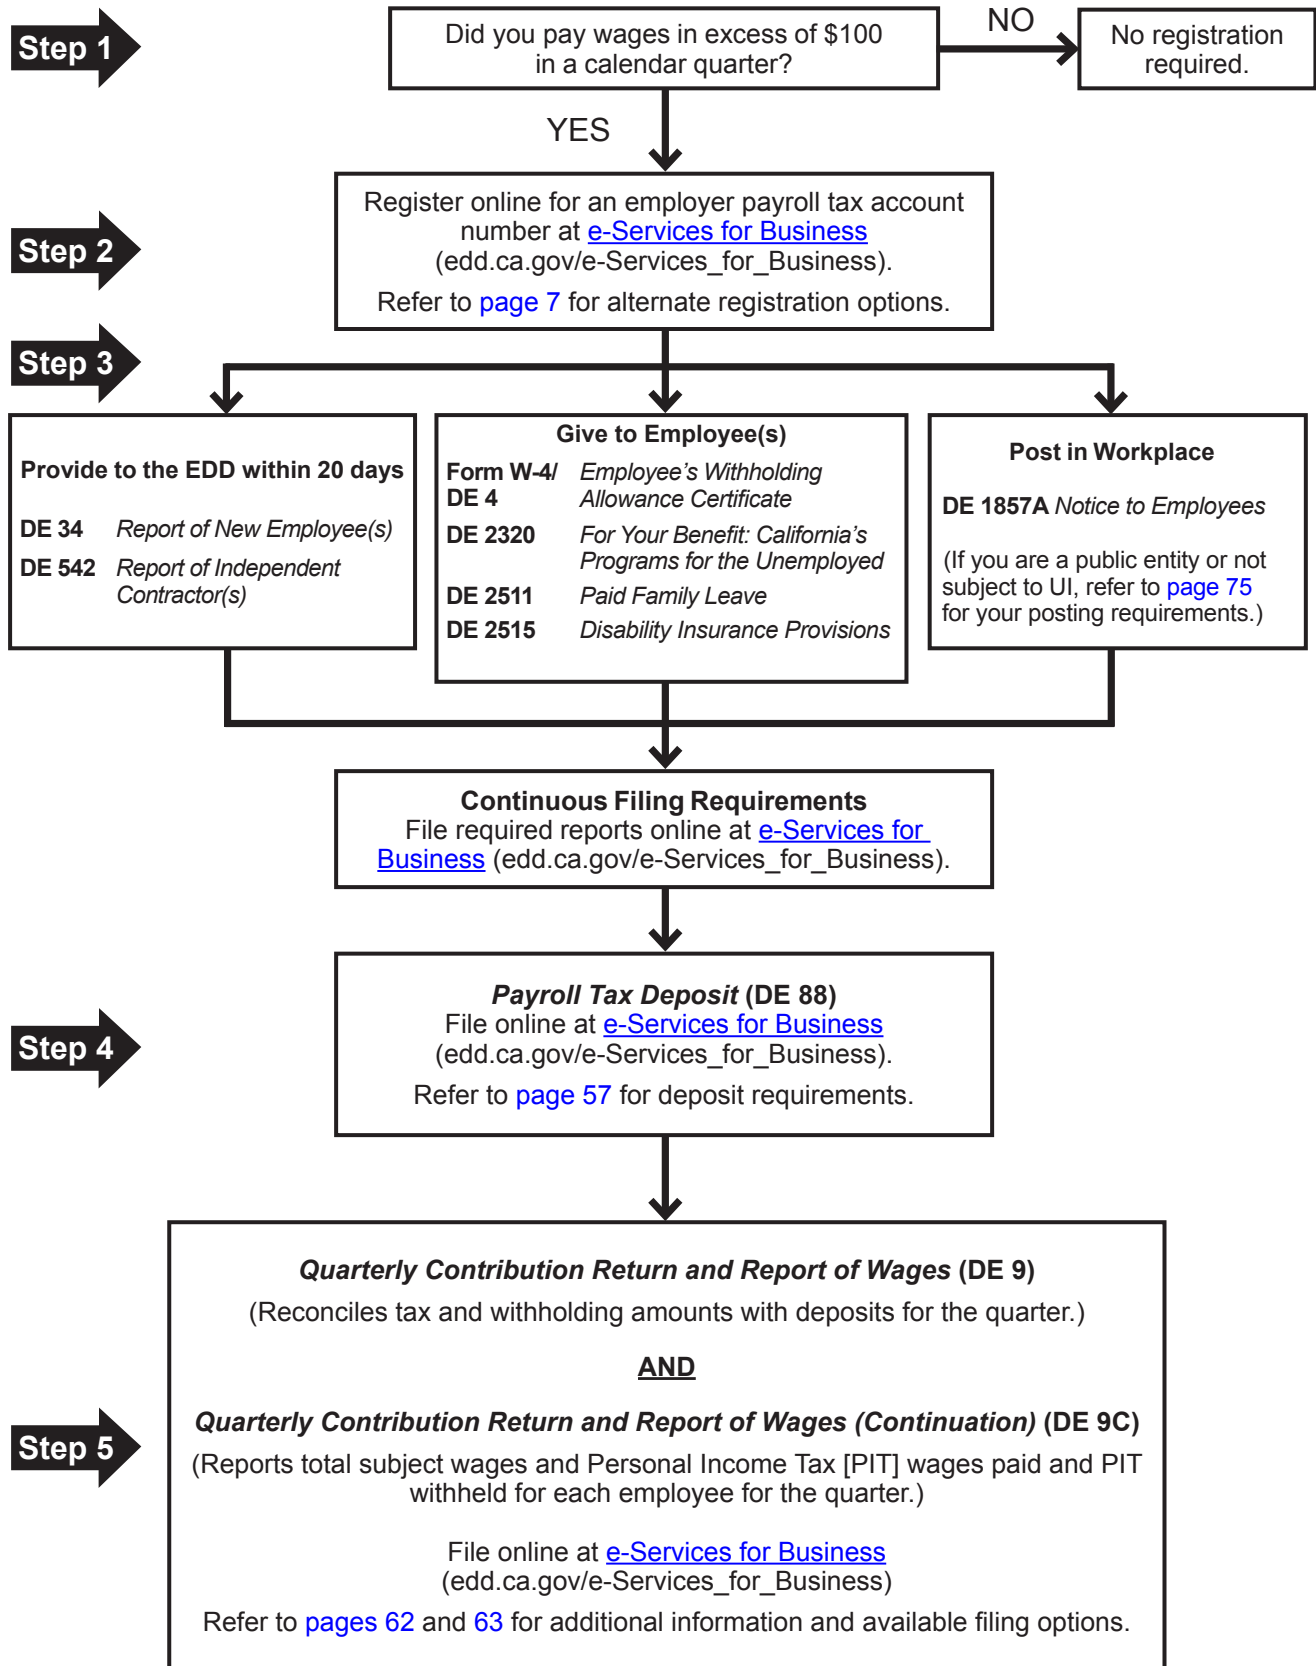 Step 1
Did you pay wages in excess of $100
in a calendar quarter?
NO
No registration
required.
YES
Step 2
Register online for an employer payroll tax account
number at e-Services for Business
(edd.ca.gov/e-Services_for_Business).
Refer to page 7 for alternate registration options.
Step 3
Provide to the EDD within 20 days
DE 34 Report of New Employee(s)
DE 542 Report of Independent
Contractor(s)
Give to Employee(s)
Form W-4/ Employee’s Withholding
DE 4 Allowance Certificate
DE 2320 For Your Benefit: California’s
Programs for the Unemployed
DE 2511 Paid Family Leave
DE 2515 Disability Insurance Provisions
Post in Workplace
DE 1857A Notice to Employees
(If you are a public entity or not
subject to UI, refer to page 75
for your posting requirements.)
Continuous Filing Requirements
File required reports online at e-Services for
Business (edd.ca.gov/e-Services_for_Business).
Step 4
Payroll Tax Deposit (DE 88)
File online at e-Services for Business
(edd.ca.gov/e-Services_for_Business).
Refer to page 57 for deposit requirements.
Step 5
Quarterly Contribution Return and Report of Wages (DE 9)
(Reconciles tax and withholding amounts with deposits for the quarter.)
AND
Quarterly Contribution Return and Report of Wages (Continuation) (DE 9C)
(Reports total subject wages and Personal Income Tax [PIT] wages paid and PIT
withheld for each employee for the quarter.)
File online at e-Services for Business
(edd.ca.gov/e-Services_for_Business)
Refer to pages 62 and 63 for additional information and available filing options.